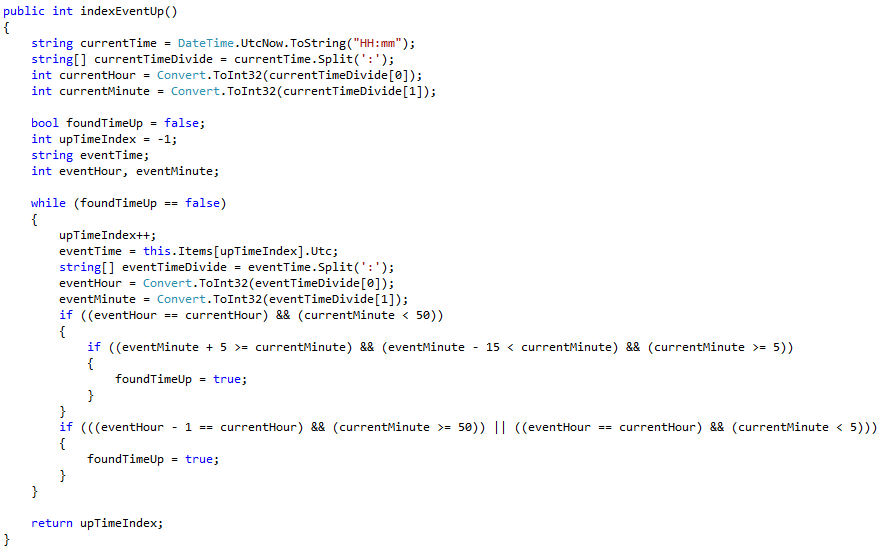 public int indexEventUp()
{
    string currentTime = DateTime.UtcNow.ToString("HH:mm");
    string[] currentTimeDivide = currentTime.Split(':');
    int currentHour = Convert.ToInt32(currentTimeDivide[0]);
    int currentMinute = Convert.ToInt32(currentTimeDivide[1]);

    bool foundTimeUp = false;
    int upTimeIndex = -1;
    string eventTime;
    int eventHour, eventMinute;

    while (foundTimeUp == false)
    {
        upTimeIndex++;
        eventTime = this.Items[upTimeIndex].Utc;
        string[] eventTimeDivide = eventTime.Split(':');
        eventHour = Convert.ToInt32(eventTimeDivide[0]);
        eventMinute = Convert.ToInt32(eventTimeDivide[1]);
        if ((eventHour == currentHour) && (currentMinute < 50))
        {
            if ((eventMinute + 5 >= currentMinute) && (eventMinute - 15 < currentMinute) && (currentMinute >= 5))
            {
                foundTimeUp = true;
            }
        }
        if (((eventHour - 1 == currentHour) && (currentMinute >= 50)) || ((eventHour == currentHour) && (currentMinute < 5)))
        {
            foundTimeUp = true;
        }
    }

    return upTimeIndex;
}